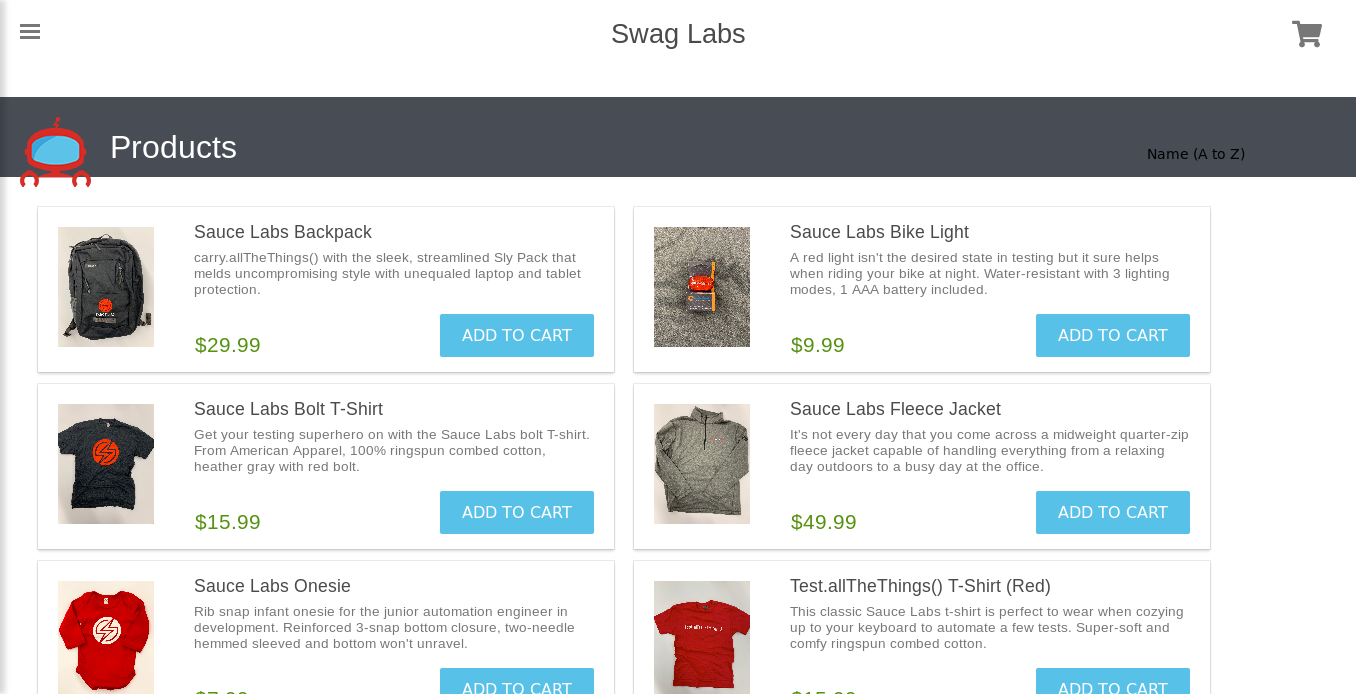 Swag Labs
Products
Name (A to Z)
Sauce Labs Backpack
carry.allTheThings() with the sleek, streamlined Sly Pack that
melds uncompromising style with unequaled laptop and tablet
protection.
$29.99
ADD TO CART
Sauce Labs Bike Light
A red light isn't the desired state in testing but it sure helps
when riding your bike at night. Water-resistant with 3 lighting
modes, 1 AAA battery included.
$9.99
ADD TO CART
Sauce Labs Bolt T-Shirt
Get your testing superhero on with the Sauce Labs bolt T-shirt.
From American Apparel, 100% ringspun combed cotton,
heather gray with red bolt.
$15.99
ADD TO CART
Sauce Labs Fleece Jacket
It's not every day that you come across a midweight quarter-zip
fleece jacket capable of handling everything from a relaxing
day outdoors to a busy day at the office.
$49.99
ADD TO CART
Sauce Labs Onesie
Rib snap infant onesie for the junior automation engineer in
development. Reinforced 3-snap bottom closure, two-needle
hemmed sleeved and bottom won't unravel.
$7.99
ADD TO CART
Test.allTheThings() T-Shirt (Red)
This classic Sauce Labs t-shirt is perfect to wear when cozying
up to your keyboard to automate a few tests. Super-soft and
comfy ringspun combed cotton.
$15.99
ADD TO CART